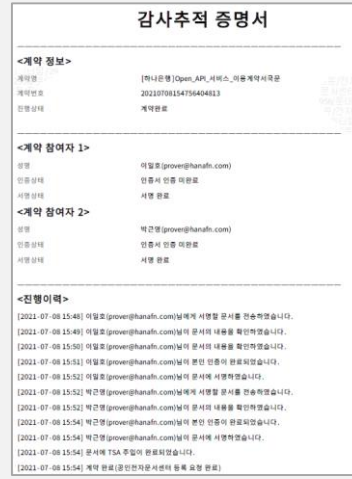 감사추적 증명서
<계약 정보>
계약명 [하나은행]Open_API_서비스_이용계약서국문
계약번호 20210708154756404813
진행상태 계약완료
<계약 참여자 1>
성명 이일호(prover@hanafn.com)
인증상태 인증서 인증 미완료
서명상태 서명 완료
<계약 참여자 2>
성명 박근영(prover@hanafn.com)
인증상태 인증서 인증 미완료
서명상태 서명 완료
<진행이력>
[2021-07-08 15:48] 이일호(prover@hanafn.com)님에게 서명할 문서를 전송하였습니다.
[2021-07-08 15:49] 이일호(prover@hanafn.com)님이 문서의 내용을 확인하였습니다.
[2021-07-08 15:50] 이일호(prover@hanafn.com)님이 문서의 내용을 확인하였습니다.
[2021-07-08 15:51] 이일호(prover@hanafn.com)님이 본인 인증이 완료되었습니다.
[2021-07-08 15:52] 이일호(prover@hanafn.com)님이 문서에 서명하였습니다.
[2021-07-08 15:52] 박근영(prover@hanafn.com)님에게 서명할 문서를 전송하였습니다.
[2021-07-08 15:52] 박근영(prover@hanafn.com)님이 문서의 내용을 확인하였습니다.
[2021-07-08 15:54] 박근영(prover@hanafn.com)님이 본인 인증이 완료되었습니다.
[2021-07-08 15:54] 박근영(prover@hanafn.com)님이 문서에 서명하였습니다.
[2021-07-08 15:54] 문서에 TSA 주입이 완료되었습니다.
[2021-07-08 15:54] 계약 완료(공인전자문서센터 등록 요청 완료)